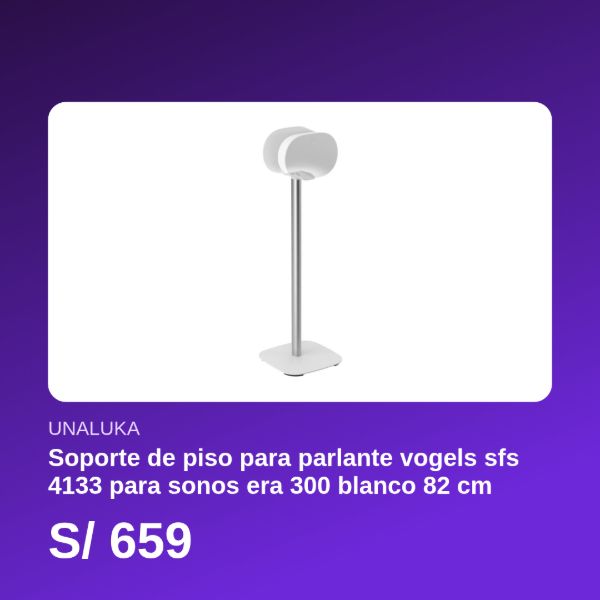 UNALUKA
Soporte de piso para parlante vogels sfs
4133 para sonos era 300 blanco 82 cm
S/ 659